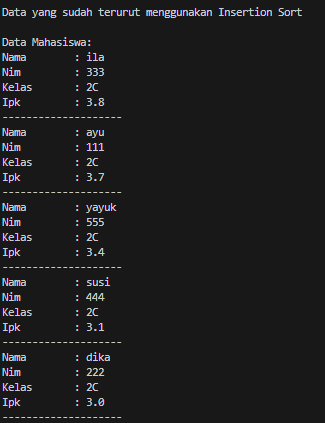 Data yang sudah terurut menggunakan Insertion Sort
Data Mahasiswa:
Nama : ila
Nim : 333
Kelas : 2C
Ipk : 3.8
---------------------
Nama : ayu
Nim : 111
Kelas : 2C
Ipk : 3.7
---------------------
Nama : yayuk
Nim : 555
Kelas : 2C
Ipk : 3.4
---------------------
Nama : susi
Nim : 444
Kelas : 2C
Ipk : 3.1
---------------------
Nama : dika
Nim : 222
Kelas : 2C
Ipk : 3.0
---------------------